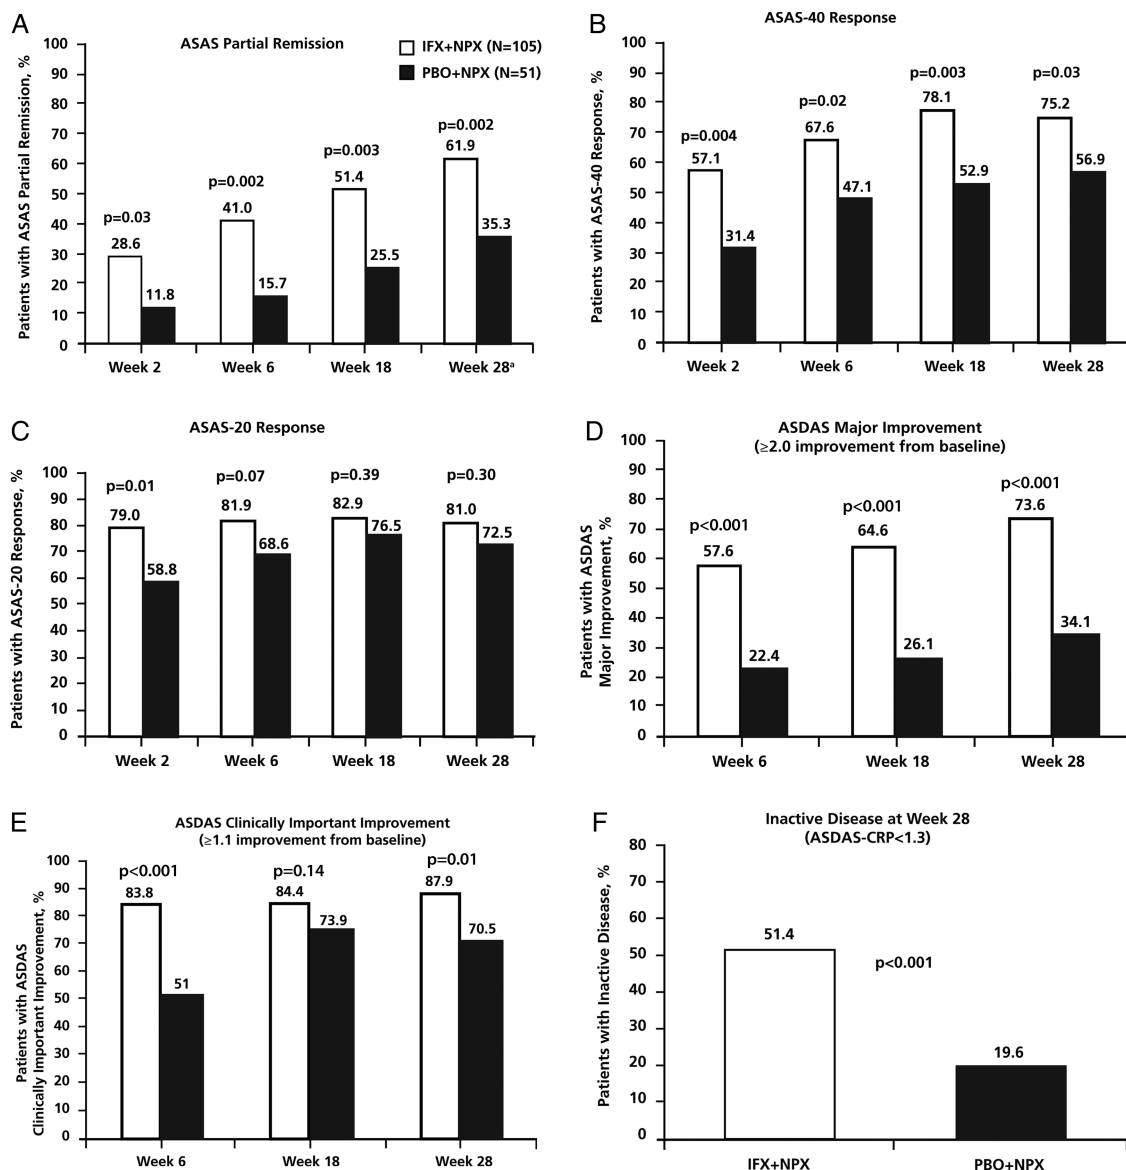 A
ASAS Partial Remission
IFX+NPX (N=105)
PBO+NPX (N=51)
Patients with ASAS Partial Remission, %
100
90
80
70
60
50
40
30
20
10
0
p=0.03
28.6
11.8
p=0.002
41.0
15.7
p=0.003
51.4
25.5
p=0.002
61.9
35.3
Week 2
Week 6
Week 18
Week 28ª
B
ASAS-40 Response
Patients with ASAS-40 Response, %
100
90
80
70
60
50
40
30
20
10
0
p=0.004
57.1
31.4
p=0.02
67.6
47.1
p=0.003
78.1
52.9
p=0.03
75.2
56.9
Week 2
Week 6
Week 18
Week 28
C
ASAS-20 Response
Patients with ASAS-20 Response, %
100
90
80
70
60
50
40
30
20
10
0
p=0.01
79.0
58.8
p=0.07
81.9
68.6
p=0.39
82.9
76.5
p=0.30
81.0
72.5
Week 2
Week 6
Week 18
Week 28
D
ASDAS Major Improvement
(≥2.0 improvement from baseline)
Patients with ASDAS
Major Improvement, %
100
90
80
70
60
50
40
30
20
10
0
p<0.001
57.6
22.4
p<0.001
64.6
26.1
p<0.001
73.6
34.1
Week 6
Week 18
Week 28
E
ASDAS Clinically Important Improvement
(≥1.1 improvement from baseline)
Patients with ASDAS
Clinically Important Improvement, %
100
90
80
70
60
50
40
30
20
10
0
p<0.001
83.8
51
p=0.14
84.4
73.9
p=0.01
87.9
70.5
Week 6
Week 18
Week 28
F
Inactive Disease at Week 28
(ASDAS-CRP<1.3)
Patients with Inactive Disease, %
80
70
60
50
40
30
20
10
0
51.4
p<0.001
19.6
IFX+NPX
PBO+NPX